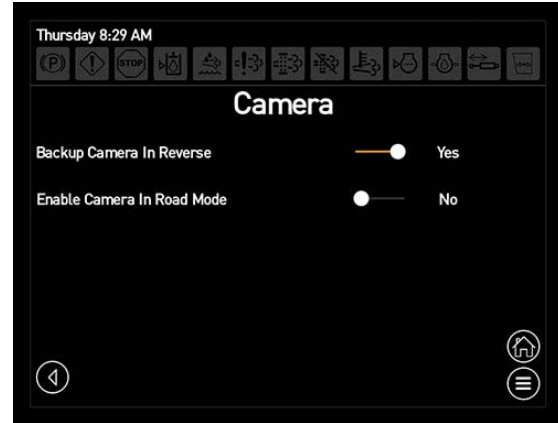 Thursday 8:29 AM
(P) STOP
Camera
Backup Camera In Reverse Yes
Enable Camera In Road Mode No